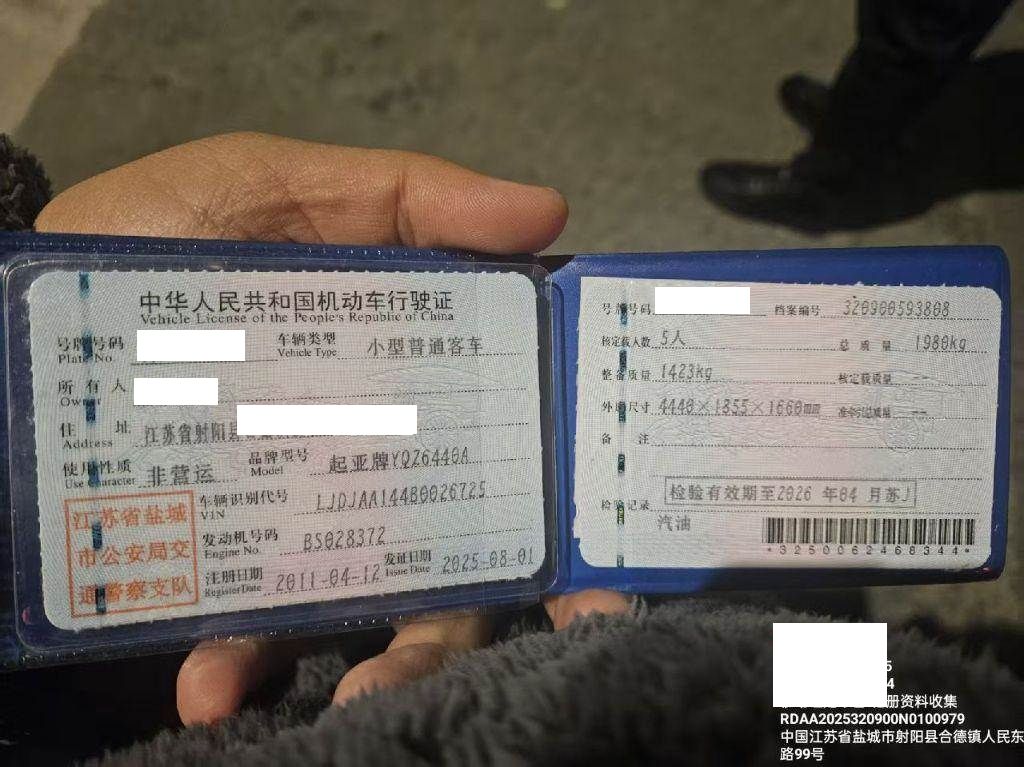 中华人民共和国机动车行驶证
Vehicle License of the People's Republic of China
号牌号码
Plate No.
车辆类型 小型普通客车
Vehicle Type
所有人
Owner
住址 江苏省射阳县
Address
使用性质 非营运
Use Character
品牌型号 起亚牌YQZ6440A
Model
车辆识别代号 LJDJAA14480026725
VIN
发动机号码 BS028372
Engine No.
注册日期 2011-04-12
Register Date
发证日期 2025-08-01
Issue Date
江苏省盐城
市公安局交
通警察支队
号牌号码
档案编号 320900593808
核定载人数 5人
总质量 1980kg
整备质量 1423kg
核定载质量 --
外廓尺寸 4440×1855×1660mm
准牵引总质量 --
备注
检验记录 检验有效期至2026年04月苏J
汽油
*3250062468344*
5
4
册资料收集
RDAA2025320900N0100979
中国江苏省盐城市射阳县合德镇人民东
路99号